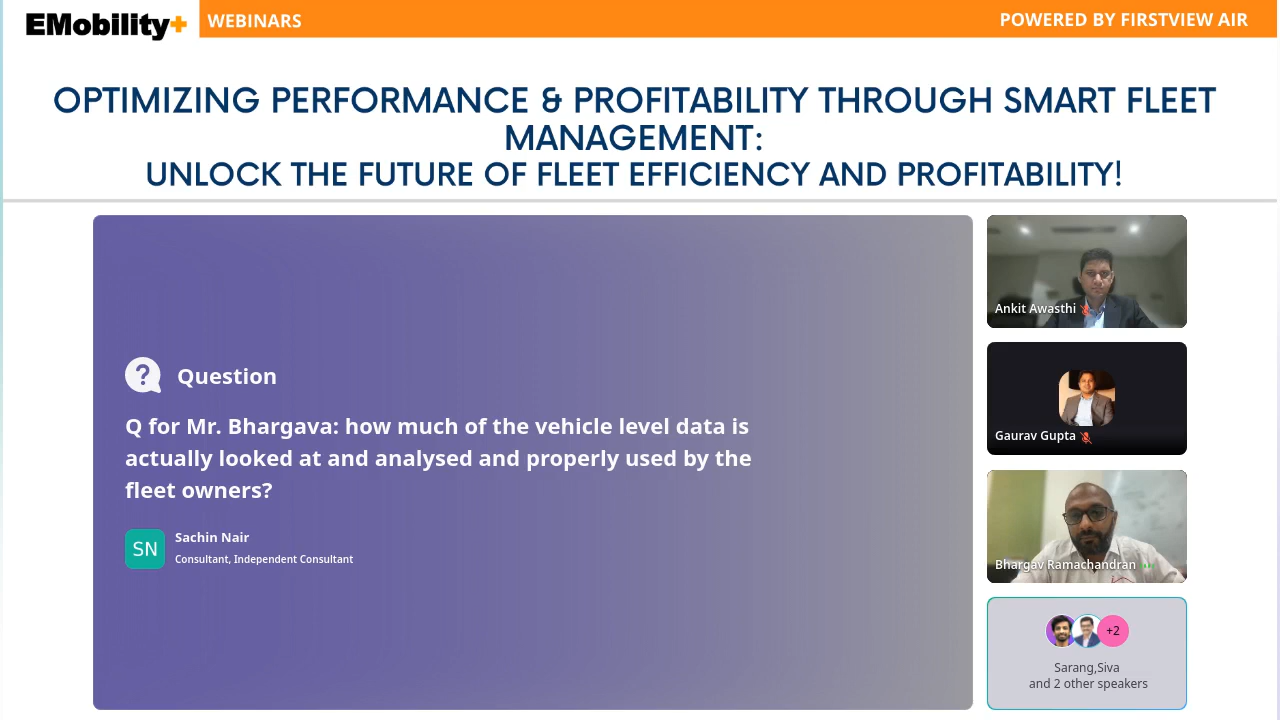 EMobility+ WEBINARS
POWERED BY FIRSTVIEW AIR
OPTIMIZING PERFORMANCE & PROFITABILITY THROUGH SMART FLEET
MANAGEMENT:
UNLOCK THE FUTURE OF FLEET EFFICIENCY AND PROFITABILITY!
? Question
Q for Mr. Bhargava: how much of the vehicle level data is
actually looked at and analysed and properly used by the
fleet owners?
SN
Sachin Nair
Consultant, Independent Consultant
Ankit Awasthi
Gaurav Gupta
Bhargav Ramachandran
+2
Sarang,Siva
and 2 other speakers